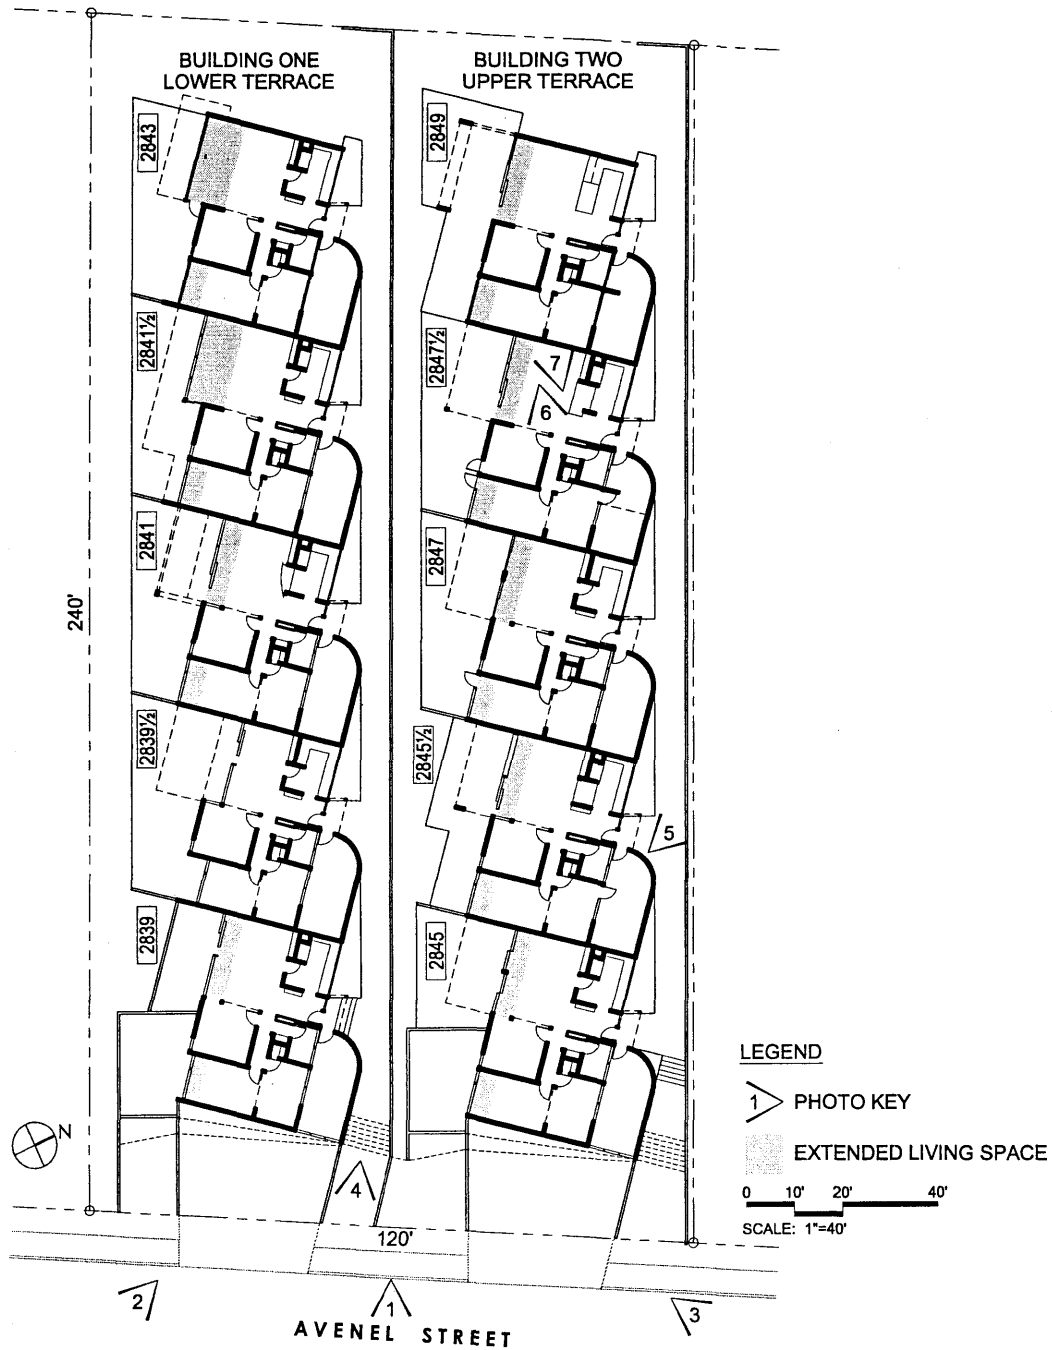 BUILDING ONE
LOWER TERRACE
BUILDING TWO
UPPER TERRACE
2843
2849
2841½
2847½
7
6
2841
2847
240'
2839½
2845½
5
2839
2845
LEGEND
1 PHOTO KEY
N
EXTENDED LIVING SPACE
4
0 10' 20' 40'
SCALE: 1"=40'
120'
2
1
3
AVENEL STREET